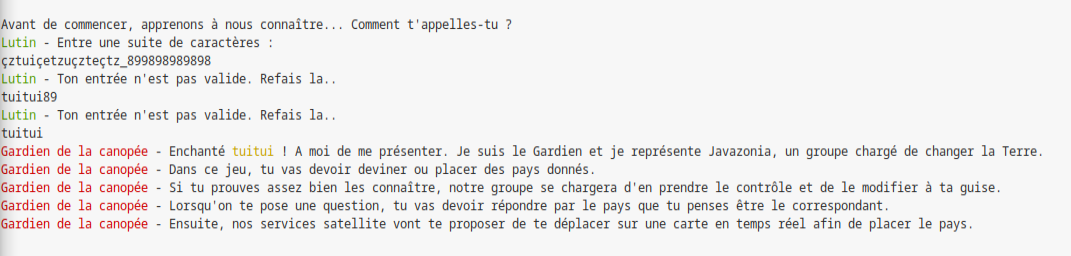 Avant de commencer, apprenons à nous connaître... Comment t'appelles-tu ?
Lutin - Entre une suite de caractères :
çztuiçetzuçzteçtz_899898989898
Lutin - Ton entrée n'est pas valide. Refais la..
tuitui89
Lutin - Ton entrée n'est pas valide. Refais la..
tuitui
Gardien de la canopée - Enchanté tuitui ! A moi de me présenter. Je suis le Gardien et je représente Javazonia, un groupe chargé de changer la Terre.
Gardien de la canopée - Dans ce jeu, tu vas devoir deviner ou placer des pays donnés.
Gardien de la canopée - Si tu prouves assez bien les connaître, notre groupe se chargera d'en prendre le contrôle et de le modifier à ta guise.
Gardien de la canopée - Lorsqu'on te pose une question, tu vas devoir répondre par le pays que tu penses être le correspondant.
Gardien de la canopée - Ensuite, nos services satellite vont te proposer de te déplacer sur une carte en temps réel afin de placer le pays.